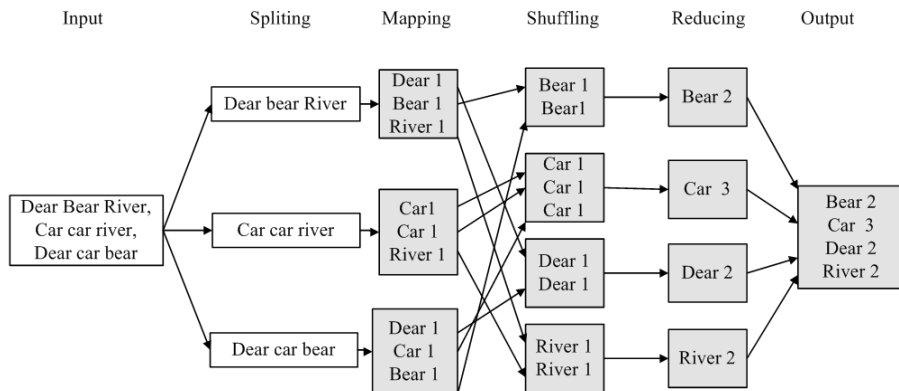 Input
Spliting
Mapping
Shuffling
Reducing
Output
Dear Bear River,
Car car river,
Dear car bear
Dear bear River
Car car river
Dear car bear
Dear 1
Bear 1
River 1
Car1
Car 1
River 1
Dear 1
Car 1
Bear 1
Bear 1
Bear1
Car 1
Car 1
Car 1
Dear 1
Dear 1
River 1
River 1
Bear 2
Car 3
Dear 2
River 2
Bear 2
Car 3
Dear 2
River 2